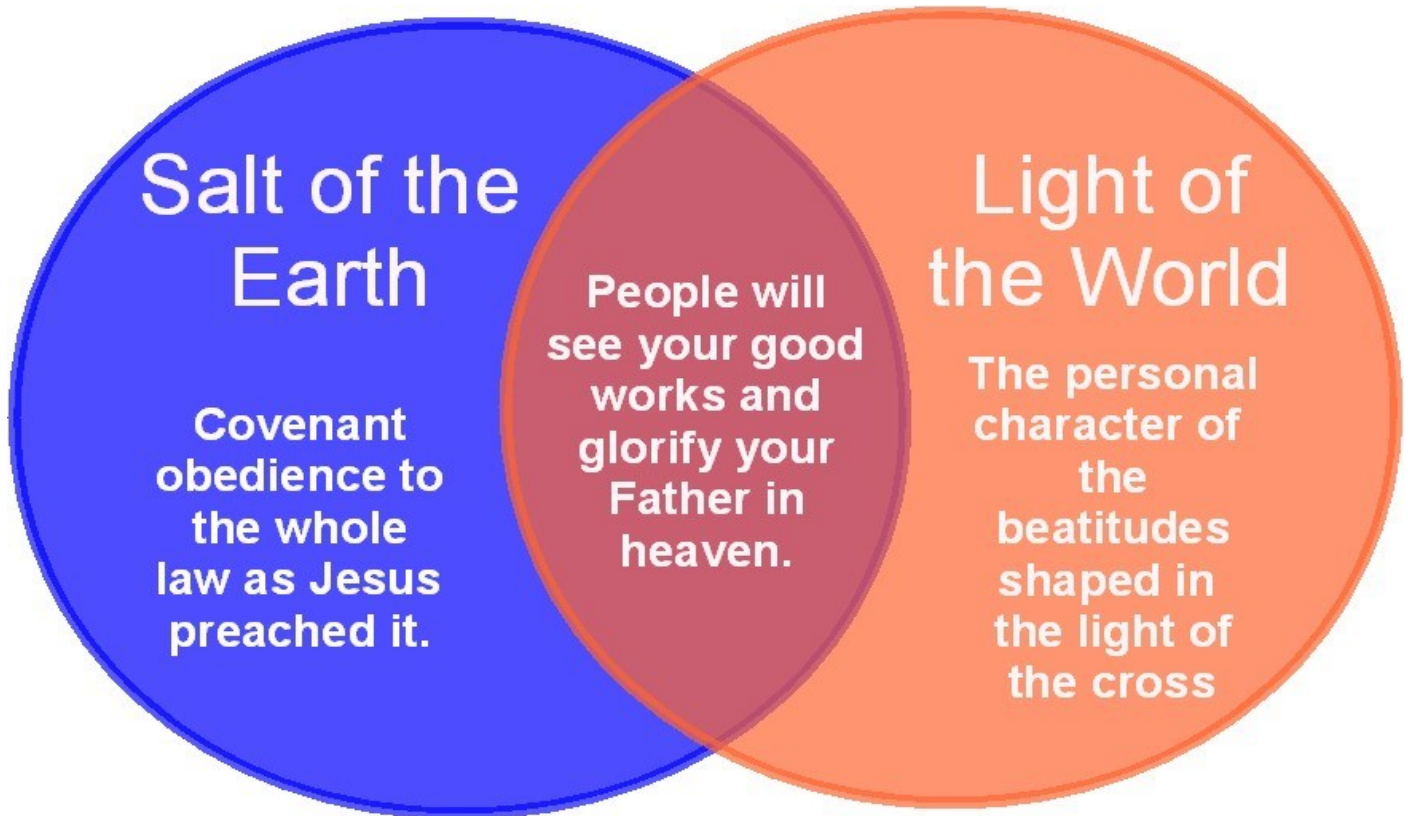 Salt of the
Earth
Covenant
obedience to
the whole
law as Jesus
preached it.
People will
see your good
works and
glorify your
Father in
heaven.
Light of
the World
The personal
character of
the
beatitudes
shaped in
the light of
the cross